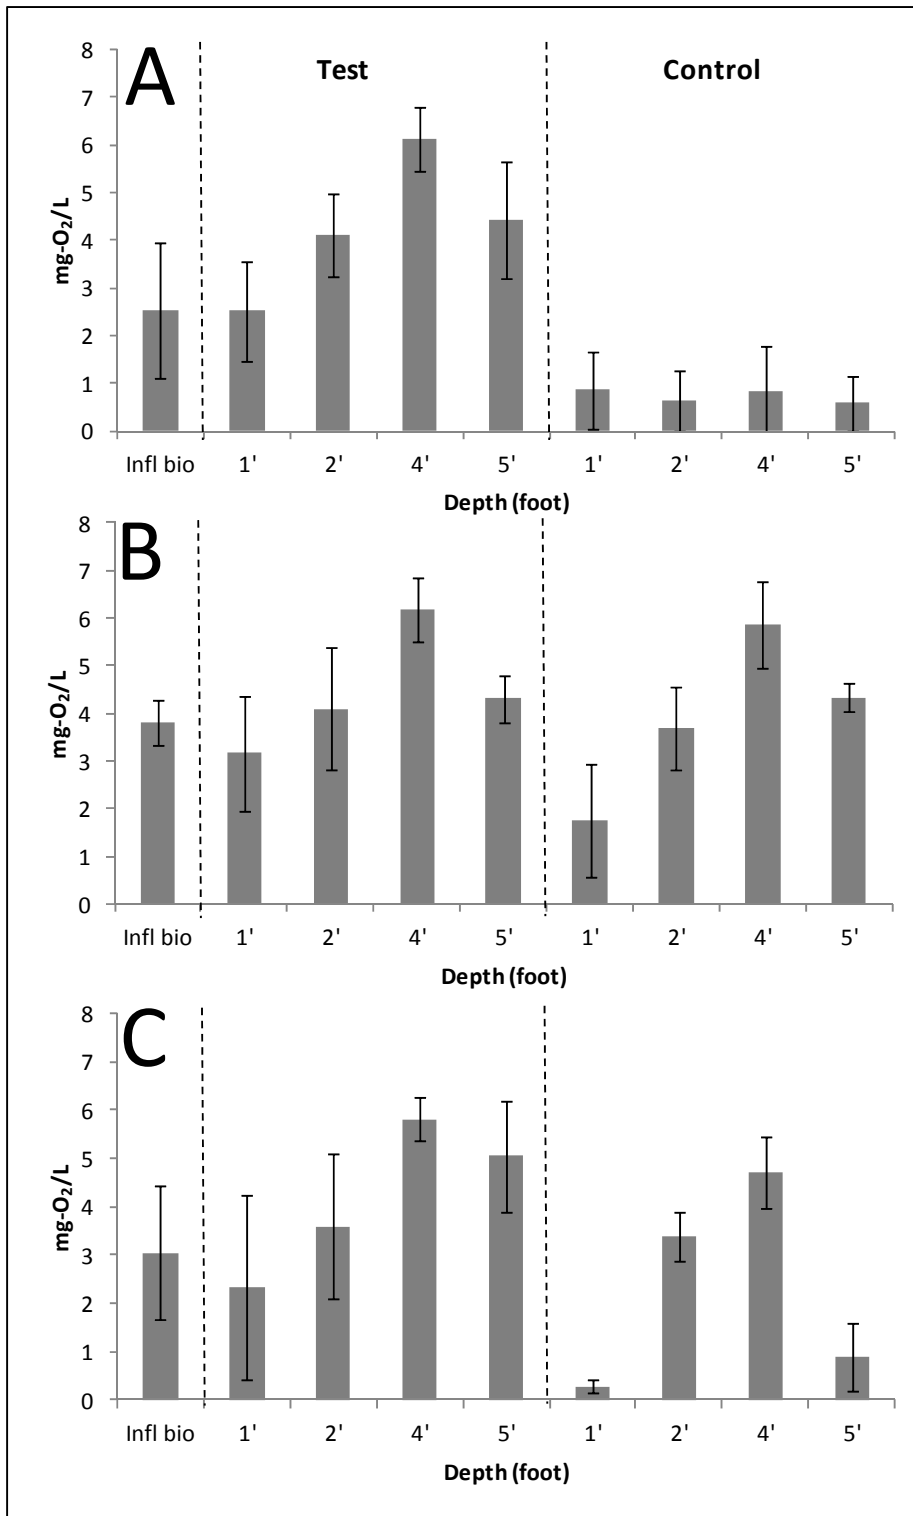 A
Test
Control
8
7
6
5
4
3
2
1
0
mg-O₂/L
Infl bio 1' 2' 4' 5' 1' 2' 4' 5'
Depth (foot)
B
8
7
6
5
4
3
2
1
0
mg-O₂/L
Infl bio 1' 2' 4' 5' 1' 2' 4' 5'
Depth (foot)
C
8
7
6
5
4
3
2
1
0
mg-O₂/L
Infl bio 1' 2' 4' 5' 1' 2' 4' 5'
Depth (foot)